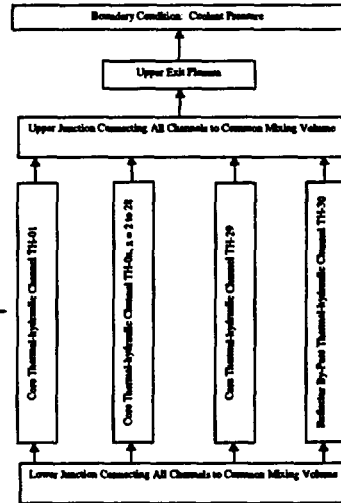 Boundary Condition: Coolant Pressure
Upper Exit Plenum
Upper Junction Connecting All Channels to Common Mixing Volume
Core Thermal-hydraulic Channel TH-01
Core Thermal-hydraulic Channel TH-0x, x = 2 to 28
Core Thermal-hydraulic Channel TH-29
Reflector By-Past Thermal-hydraulic Channel TH-30
Lower Junction Connecting All Channels to Common Mixing Volume